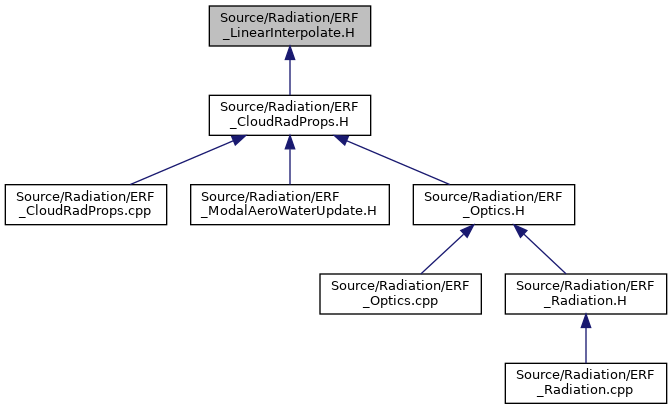 Source/Radiation/ERF
_LinearInterpolate.H
Source/Radiation/ERF
_CloudRadProps.H
Source/Radiation/ERF
_CloudRadProps.cpp
Source/Radiation/ERF
_ModalAeroWaterUpdate.H
Source/Radiation/ERF
_Optics.H
Source/Radiation/ERF
_Optics.cpp
Source/Radiation/ERF
_Radiation.H
Source/Radiation/ERF
_Radiation.cpp